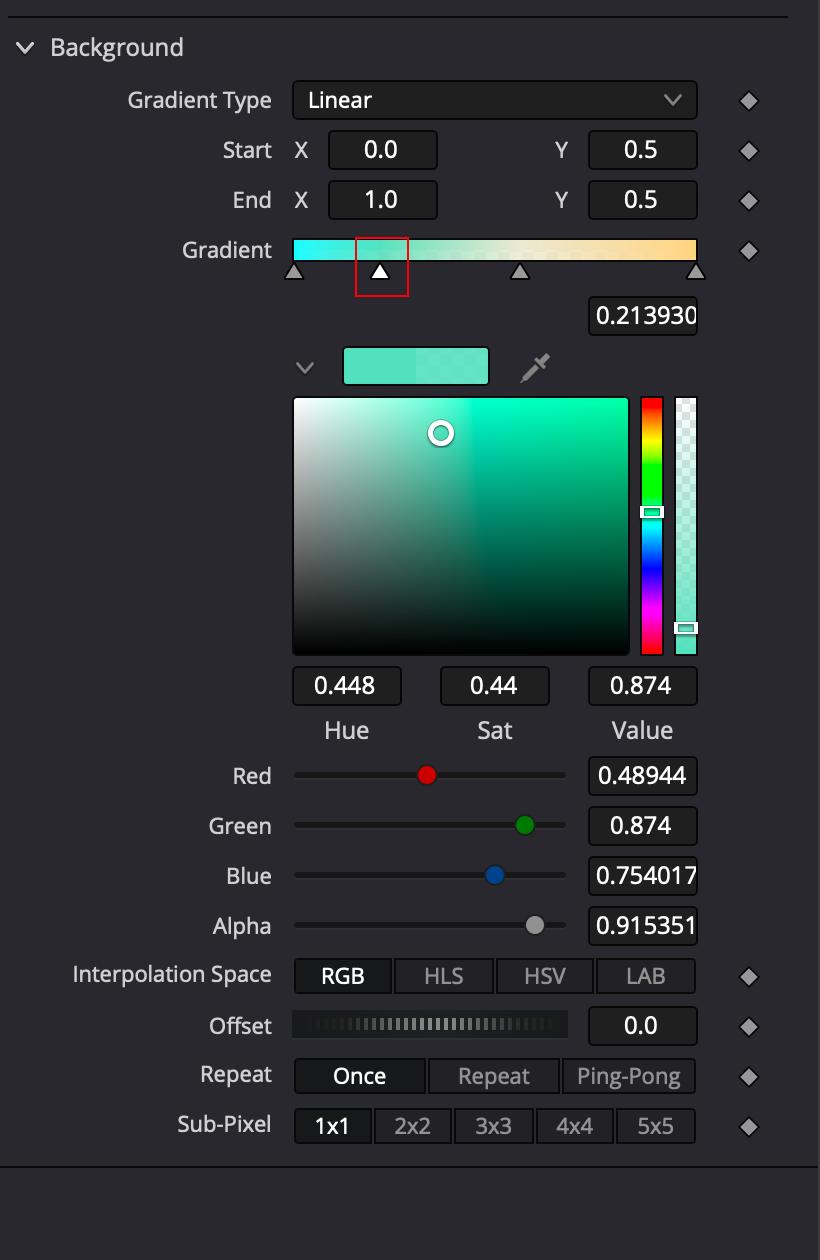 Background
Gradient Type Linear
Start X 0.0 Y 0.5
End X 1.0 Y 0.5
Gradient
0.213930
0.448 0.44 0.874
Hue Sat Value
Red 0.48944
Green 0.874
Blue 0.754017
Alpha 0.915351
Interpolation Space RGB HLS HSV LAB
Offset 0.0
Repeat Once Repeat Ping-Pong
Sub-Pixel 1x1 2x2 3x3 4x4 5x5